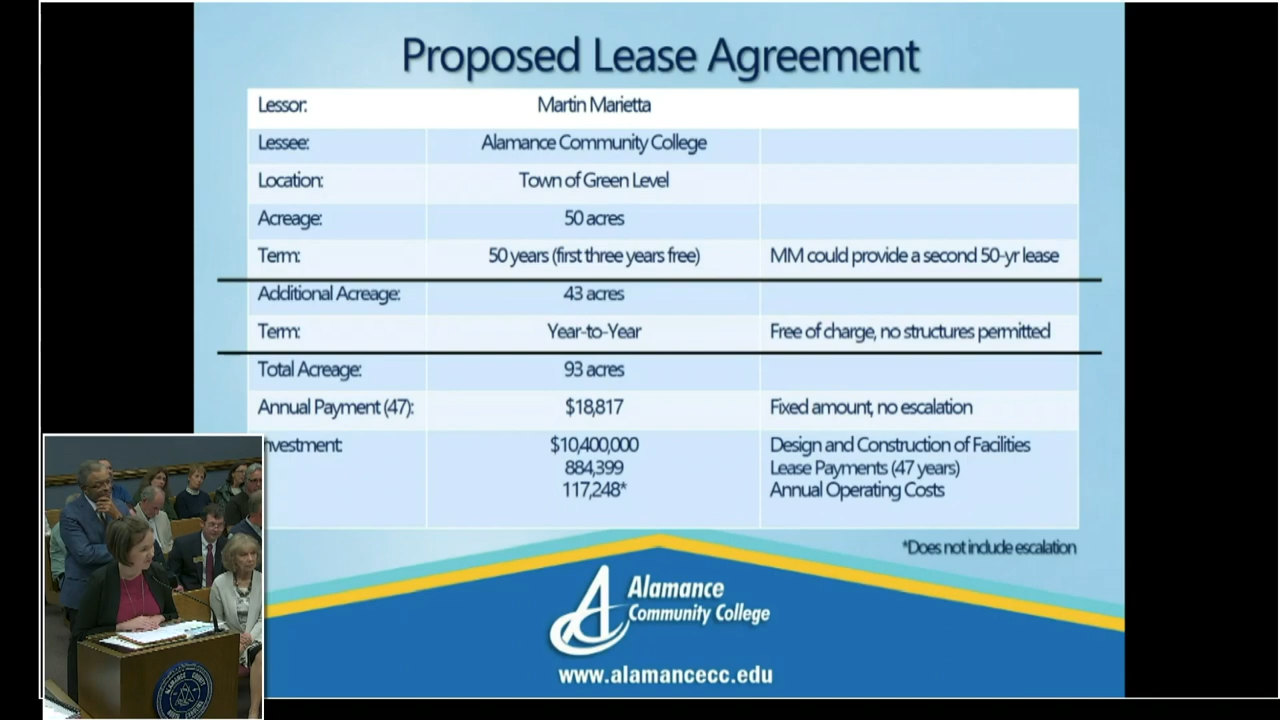 Proposed Lease Agreement
Lessor: Martin Marietta
Lessee: Alamance Community College
Location: Town of Green Level
Acreage: 50 acres
Term: 50 years (first three years free) MM could provide a second 50-yr lease
Additional Acreage: 43 acres
Term: Year-to-Year Free of charge, no structures permitted
Total Acreage: 93 acres
Annual Payment (47): $18,817 Fixed amount, no escalation
nvestment: $10,400,000 Design and Construction of Facilities
884,399 Lease Payments (47 years)
117,248* Annual Operating Costs
*Does not include escalation
Alamance
Community College
www.alamancecc.edu
ALAMANCE COUNTY
NORTH CAROLINA